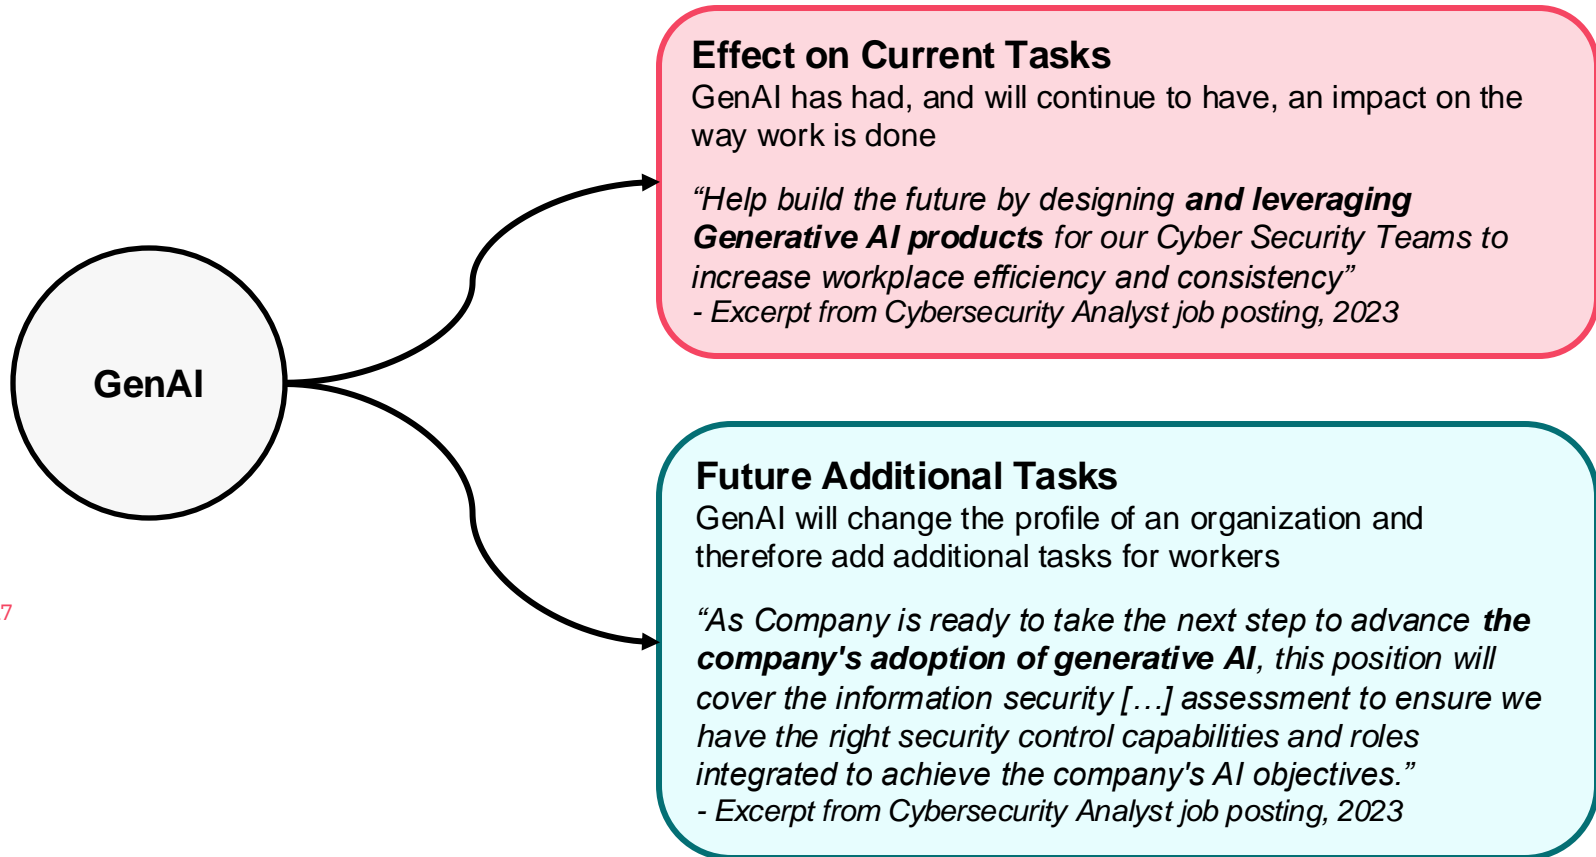 Effect on Current Tasks
GenAI has had, and will continue to have, an impact on the
way work is done
“Help build the future by designing and leveraging
Generative AI products for our Cyber Security Teams to
increase workplace efficiency and consistency”
- Excerpt from Cybersecurity Analyst job posting, 2023
GenAI
Future Additional Tasks
GenAI will change the profile of an organization and
therefore add additional tasks for workers
7
“As Company is ready to take the next step to advance the
company's adoption of generative AI, this position will
cover the information security […] assessment to ensure we
have the right security control capabilities and roles
integrated to achieve the company's AI objectives.”
- Excerpt from Cybersecurity Analyst job posting, 2023